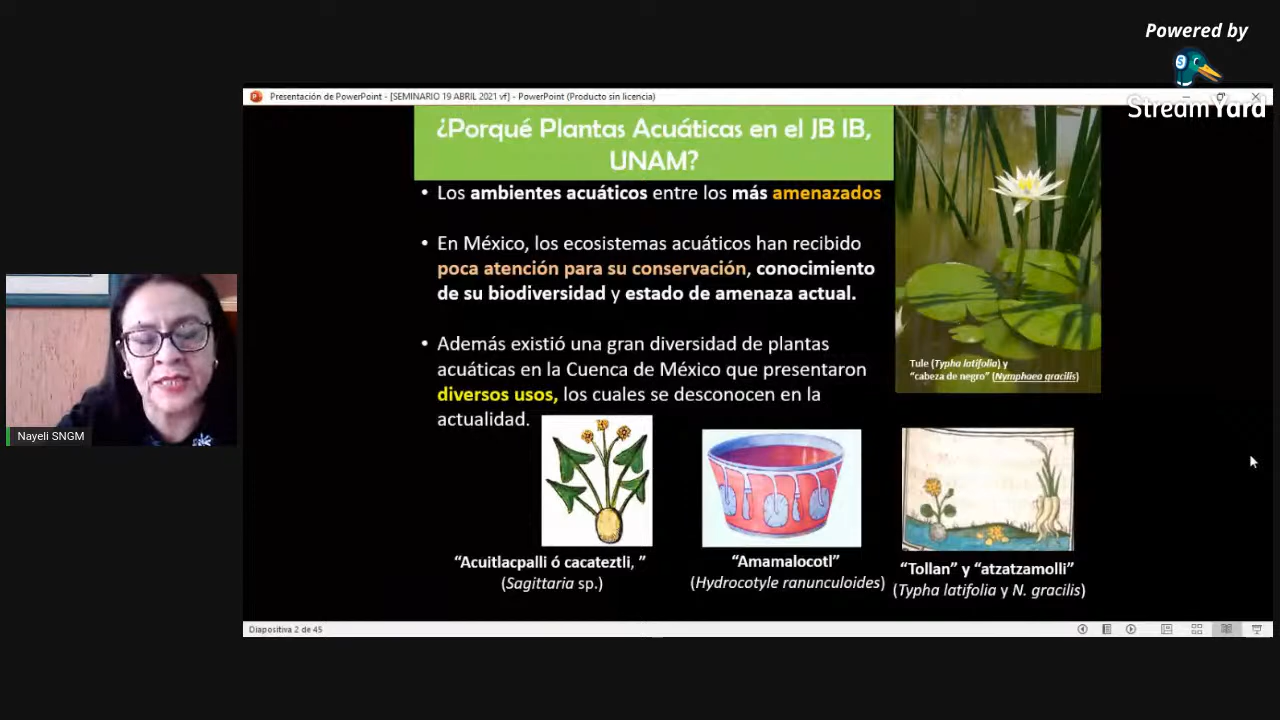 Powered by
StreamYard
Presentación de PowerPoint - [SEMINARIO 19 ABRIL 2021 vf] - PowerPoint (Producto sin licencia)
¿Porqué Plantas Acuáticas en el JB IB,
UNAM?
• Los ambientes acuáticos entre los más amenazados
• En México, los ecosistemas acuáticos han recibido
poca atención para su conservación, conocimiento
de su biodiversidad y estado de amenaza actual.
• Además existió una gran diversidad de plantas
acuáticas en la Cuenca de México que presentaron
diversos usos, los cuales se desconocen en la
actualidad.
Tule (Typha latifolia) y
“cabeza de negro” (Nymphaea gracilis)
“Acuitlacpalli ó cacateztli, ”
(Sagittaria sp.)
“Amamalocotl”
(Hydrocotyle ranunculoides)
“Tollan” y “atzatzamolli”
(Typha latifolia y N. gracilis)
Nayeli SNGM
Diapositiva 2 de 45